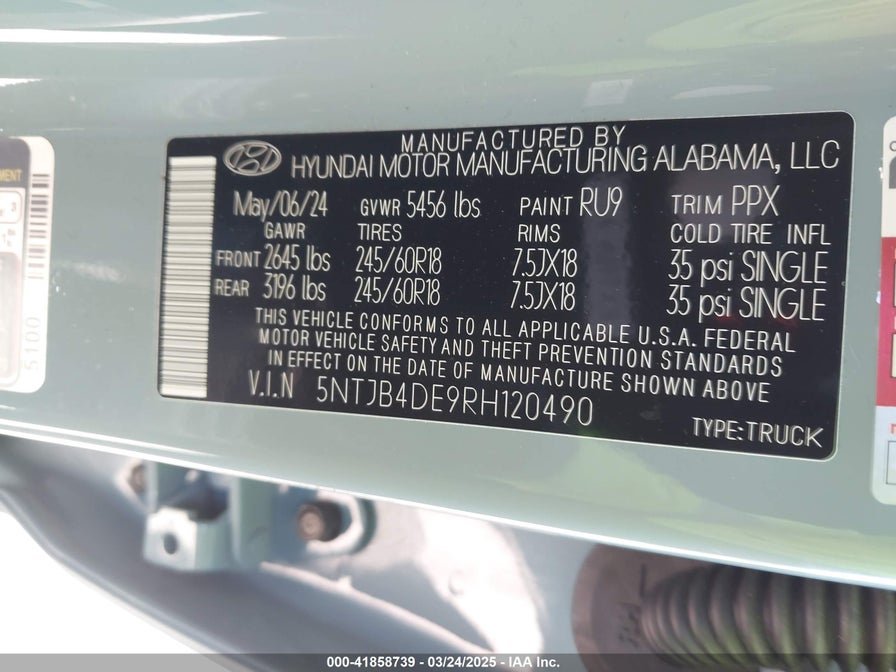 MANUFACTURED BY
HYUNDAI MOTOR MANUFACTURING ALABAMA, LLC
May/06/24 GVWR 5456 lbs PAINT RU9 TRIM PPX
GAWR TIRES RIMS COLD TIRE INFL
FRONT 2645 lbs 245/60R18 7.5JX18 35 psi SINGLE
REAR 3196 lbs 245/60R18 7.5JX18 35 psi SINGLE
THIS VEHICLE CONFORMS TO ALL APPLICABLE U.S.A. FEDERAL
MOTOR VEHICLE SAFETY AND THEFT PREVENTION STANDARDS
IN EFFECT ON THE DATE OF MANUFACTURE SHOWN ABOVE
V.I.N 5NTJB4DE9RH120490
TYPE:TRUCK
5100
000-41858739 - 03/24/2025 - IAA Inc.